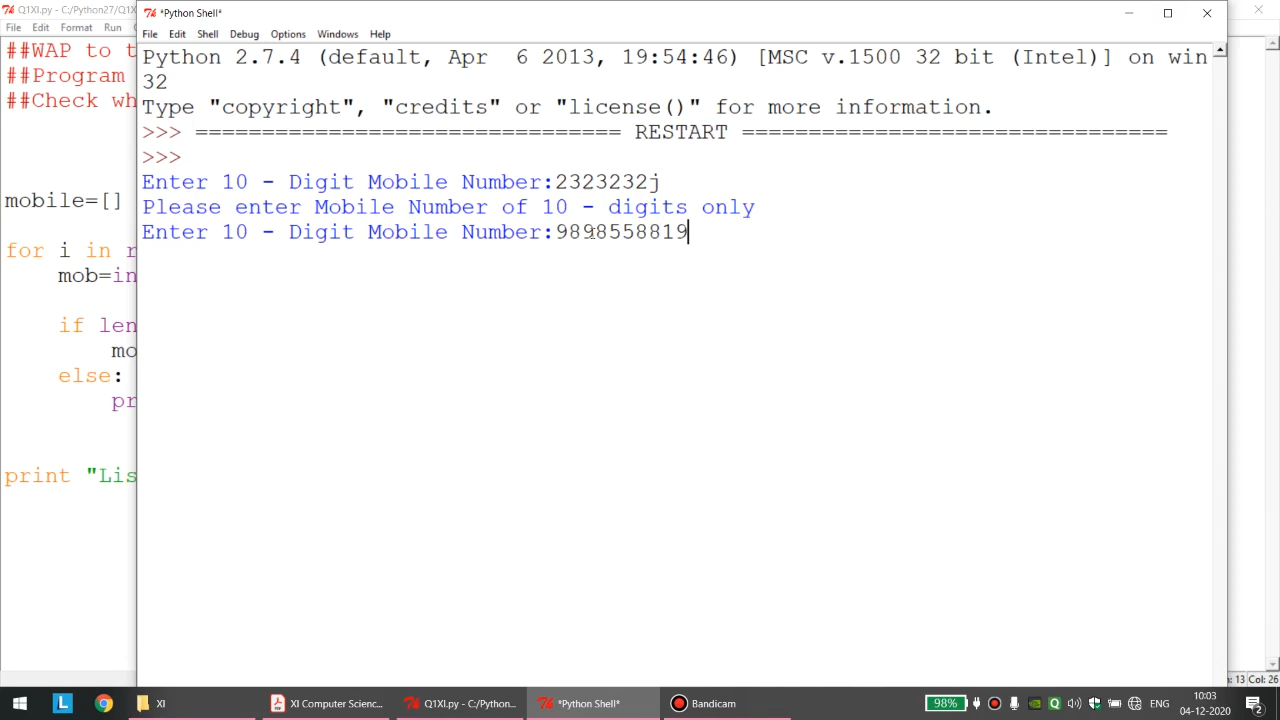 Q1XI.py - C:/Python27/Q1X
*Python Shell*
File Edit Format Run
File Edit Shell Debug Options Windows Help
##WAP to t
##Program
##Check wh
mobile=[]
for i in r
mob=in
if len
mo
else:
pr
print "Lis
Python 2.7.4 (default, Apr  6 2013, 19:54:46) [MSC v.1500 32 bit (Intel)] on win
32
Type "copyright", "credits" or "license()" for more information.
>>> ================================ RESTART ================================
>>>
Enter 10 - Digit Mobile Number:2323232j
Please enter Mobile Number of 10 - digits only
Enter 10 - Digit Mobile Number:9898558819
: 13 Col: 26
L
XI
XI Computer Scienc...
Q1XI.py - C:/Python...
*Python Shell*
Bandicam
98%
ENG
10:03
04-12-2020
2